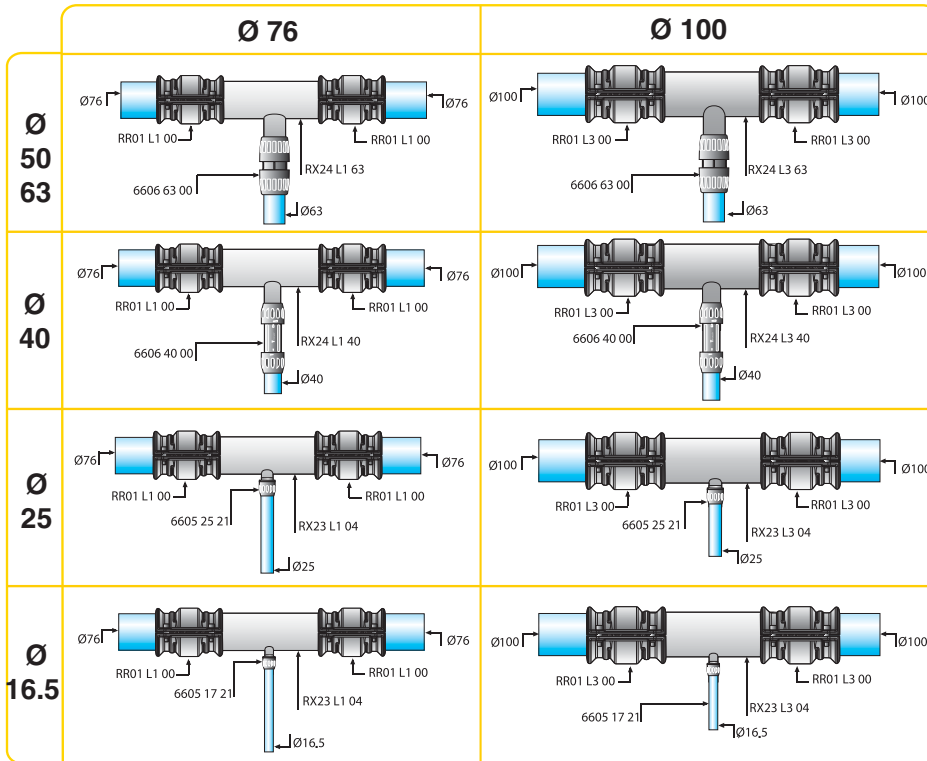 Ø 76
Ø 100
Ø
50
63
Ø76
Ø76
RR01 L1 00
RR01 L1 00
RX24 L1 63
6606 63 00
Ø63
Ø100
Ø100
RR01 L3 00
RR01 L3 00
RX24 L3 63
6606 63 00
Ø63
Ø
40
Ø76
Ø76
RR01 L1 00
RR01 L1 00
RX24 L1 40
6606 40 00
Ø40
Ø100
Ø100
RR01 L3 00
RR01 L3 00
RX24 L3 40
6606 40 00
Ø40
Ø
25
Ø76
Ø76
RR01 L1 00
RR01 L1 00
6605 25 21
RX23 L1 04
Ø25
Ø100
Ø100
RR01 L3 00
RR01 L3 00
6605 25 21
RX23 L3 04
Ø25
Ø
16.5
Ø76
Ø76
RR01 L1 00
RR01 L1 00
6605 17 21
RX23 L1 04
Ø16.5
Ø100
Ø100
RR01 L3 00
RR01 L3 00
RX23 L3 04
6605 17 21
Ø16.5